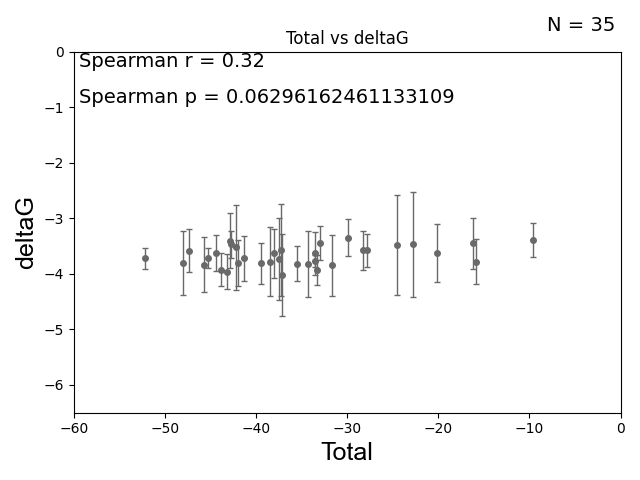 N = 35
Total vs deltaG
Spearman r = 0.32
Spearman p = 0.06296162461133109
deltaG
0
−1
−2
−3
−4
−5
−6
−60
−50
−40
−30
−20
−10
0
Total